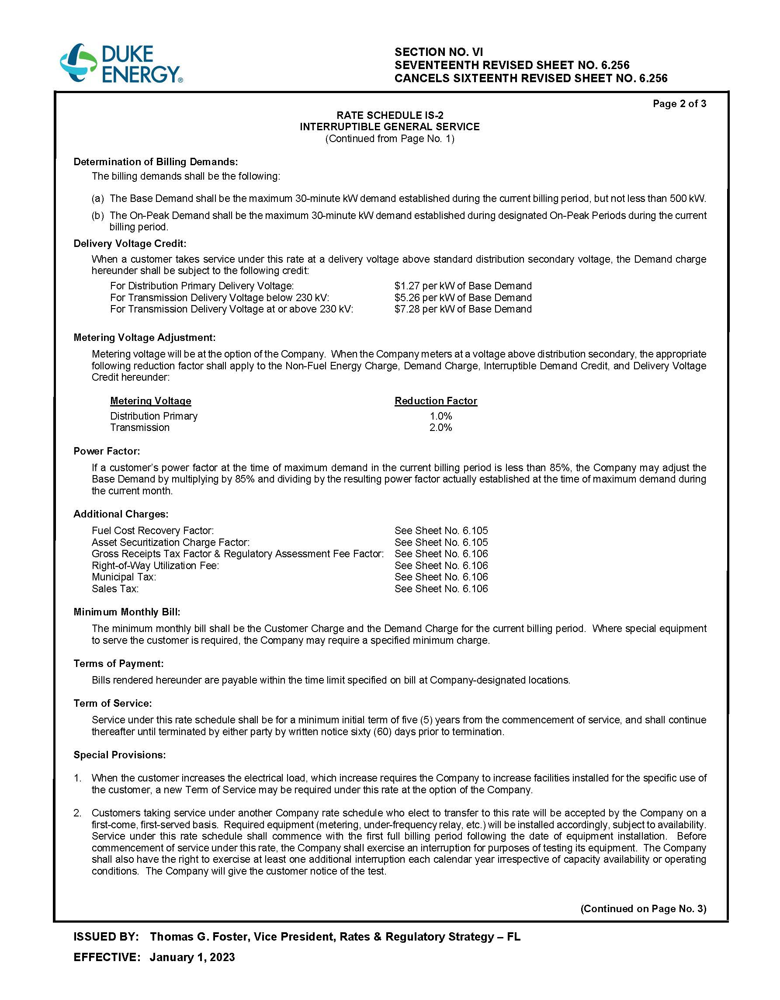 DUKE
ENERGY®
SECTION NO. VI
SEVENTEENTH REVISED SHEET NO. 6.256
CANCELS SIXTEENTH REVISED SHEET NO. 6.256
Page 2 of 3
RATE SCHEDULE IS-2
INTERRUPTIBLE GENERAL SERVICE
(Continued from Page No. 1)
Determination of Billing Demands:
The billing demands shall be the following:
(a) The Base Demand shall be the maximum 30-minute kW demand established during the current billing period, but not less than 500 kW.
(b) The On-Peak Demand shall be the maximum 30-minute kW demand established during designated On-Peak Periods during the current
billing period.
Delivery Voltage Credit:
When a customer takes service under this rate at a delivery voltage above standard distribution secondary voltage, the Demand charge
hereunder shall be subject to the following credit:
For Distribution Primary Delivery Voltage: $1.27 per kW of Base Demand
For Transmission Delivery Voltage below 230 kV: $5.26 per kW of Base Demand
For Transmission Delivery Voltage at or above 230 kV: $7.28 per kW of Base Demand
Metering Voltage Adjustment:
Metering voltage will be at the option of the Company. When the Company meters at a voltage above distribution secondary, the appropriate
following reduction factor shall apply to the Non-Fuel Energy Charge, Demand Charge, Interruptible Demand Credit, and Delivery Voltage
Credit hereunder:
Metering Voltage Reduction Factor
Distribution Primary 1.0%
Transmission 2.0%
Power Factor:
If a customer's power factor at the time of maximum demand in the current billing period is less than 85%, the Company may adjust the
Base Demand by multiplying by 85% and dividing by the resulting power factor actually established at the time of maximum demand during
the current month.
Additional Charges:
Fuel Cost Recovery Factor: See Sheet No. 6.105
Asset Securitization Charge Factor: See Sheet No. 6.105
Gross Receipts Tax Factor & Regulatory Assessment Fee Factor: See Sheet No. 6.106
Right-of-Way Utilization Fee: See Sheet No. 6.106
Municipal Tax: See Sheet No. 6.106
Sales Tax: See Sheet No. 6.106
Minimum Monthly Bill:
The minimum monthly bill shall be the Customer Charge and the Demand Charge for the current billing period. Where special equipment
to serve the customer is required, the Company may require a specified minimum charge.
Terms of Payment:
Bills rendered hereunder are payable within the time limit specified on bill at Company-designated locations.
Term of Service:
Service under this rate schedule shall be for a minimum initial term of five (5) years from the commencement of service, and shall continue
thereafter until terminated by either party by written notice sixty (60) days prior to termination.
Special Provisions:
1. When the customer increases the electrical load, which increase requires the Company to increase facilities installed for the specific use of
the customer, a new Term of Service may be required under this rate at the option of the Company.
2. Customers taking service under another Company rate schedule who elect to transfer to this rate will be accepted by the Company on a
first-come, first-served basis. Required equipment (metering, under-frequency relay, etc.) will be installed accordingly, subject to availability.
Service under this rate schedule shall commence with the first full billing period following the date of equipment installation. Before
commencement of service under this rate, the Company shall exercise an interruption for purposes of testing its equipment. The Company
shall also have the right to exercise at least one additional interruption each calendar year irrespective of capacity availability or operating
conditions. The Company will give the customer notice of the test.
(Continued on Page No. 3)
ISSUED BY: Thomas G. Foster, Vice President, Rates & Regulatory Strategy – FL
EFFECTIVE: January 1, 2023